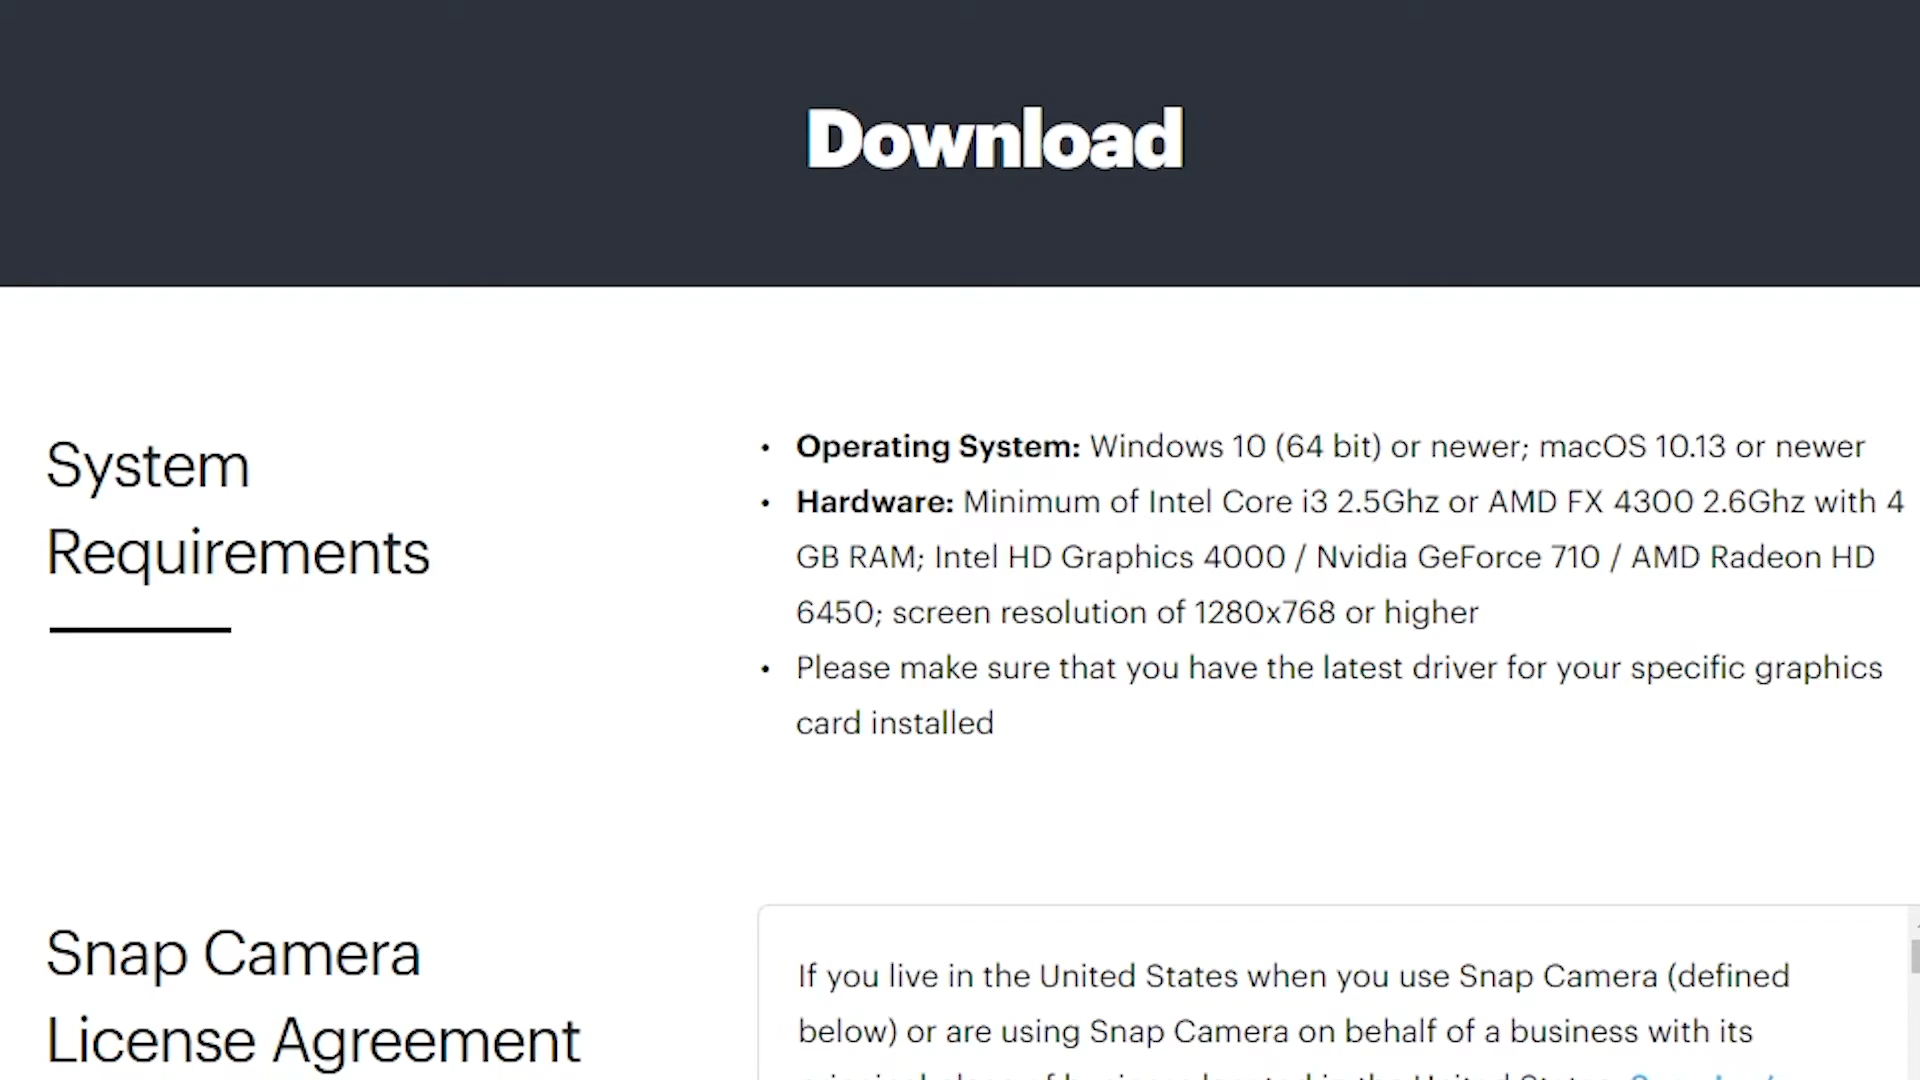 Download
System
Requirements
• Operating System: Windows 10 (64 bit) or newer; macOS 10.13 or newer
• Hardware: Minimum of Intel Core i3 2.5Ghz or AMD FX 4300 2.6Ghz with 4
GB RAM; Intel HD Graphics 4000 / Nvidia GeForce 710 / AMD Radeon HD
6450; screen resolution of 1280x768 or higher
• Please make sure that you have the latest driver for your specific graphics
card installed
Snap Camera
License Agreement
If you live in the United States when you use Snap Camera (defined
below) or are using Snap Camera on behalf of a business with its